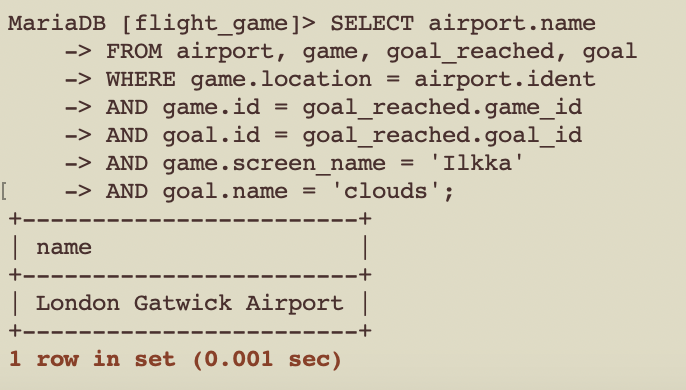 MariaDB [flight_game]> SELECT airport.name
    -> FROM airport, game, goal_reached, goal
    -> WHERE game.location = airport.ident
    -> AND game.id = goal_reached.game_id
    -> AND goal.id = goal_reached.goal_id
    -> AND game.screen_name = 'Ilkka'
[    -> AND goal.name = 'clouds';
+------------------------+
| name                   |
+------------------------+
| London Gatwick Airport |
+------------------------+
1 row in set (0.001 sec)